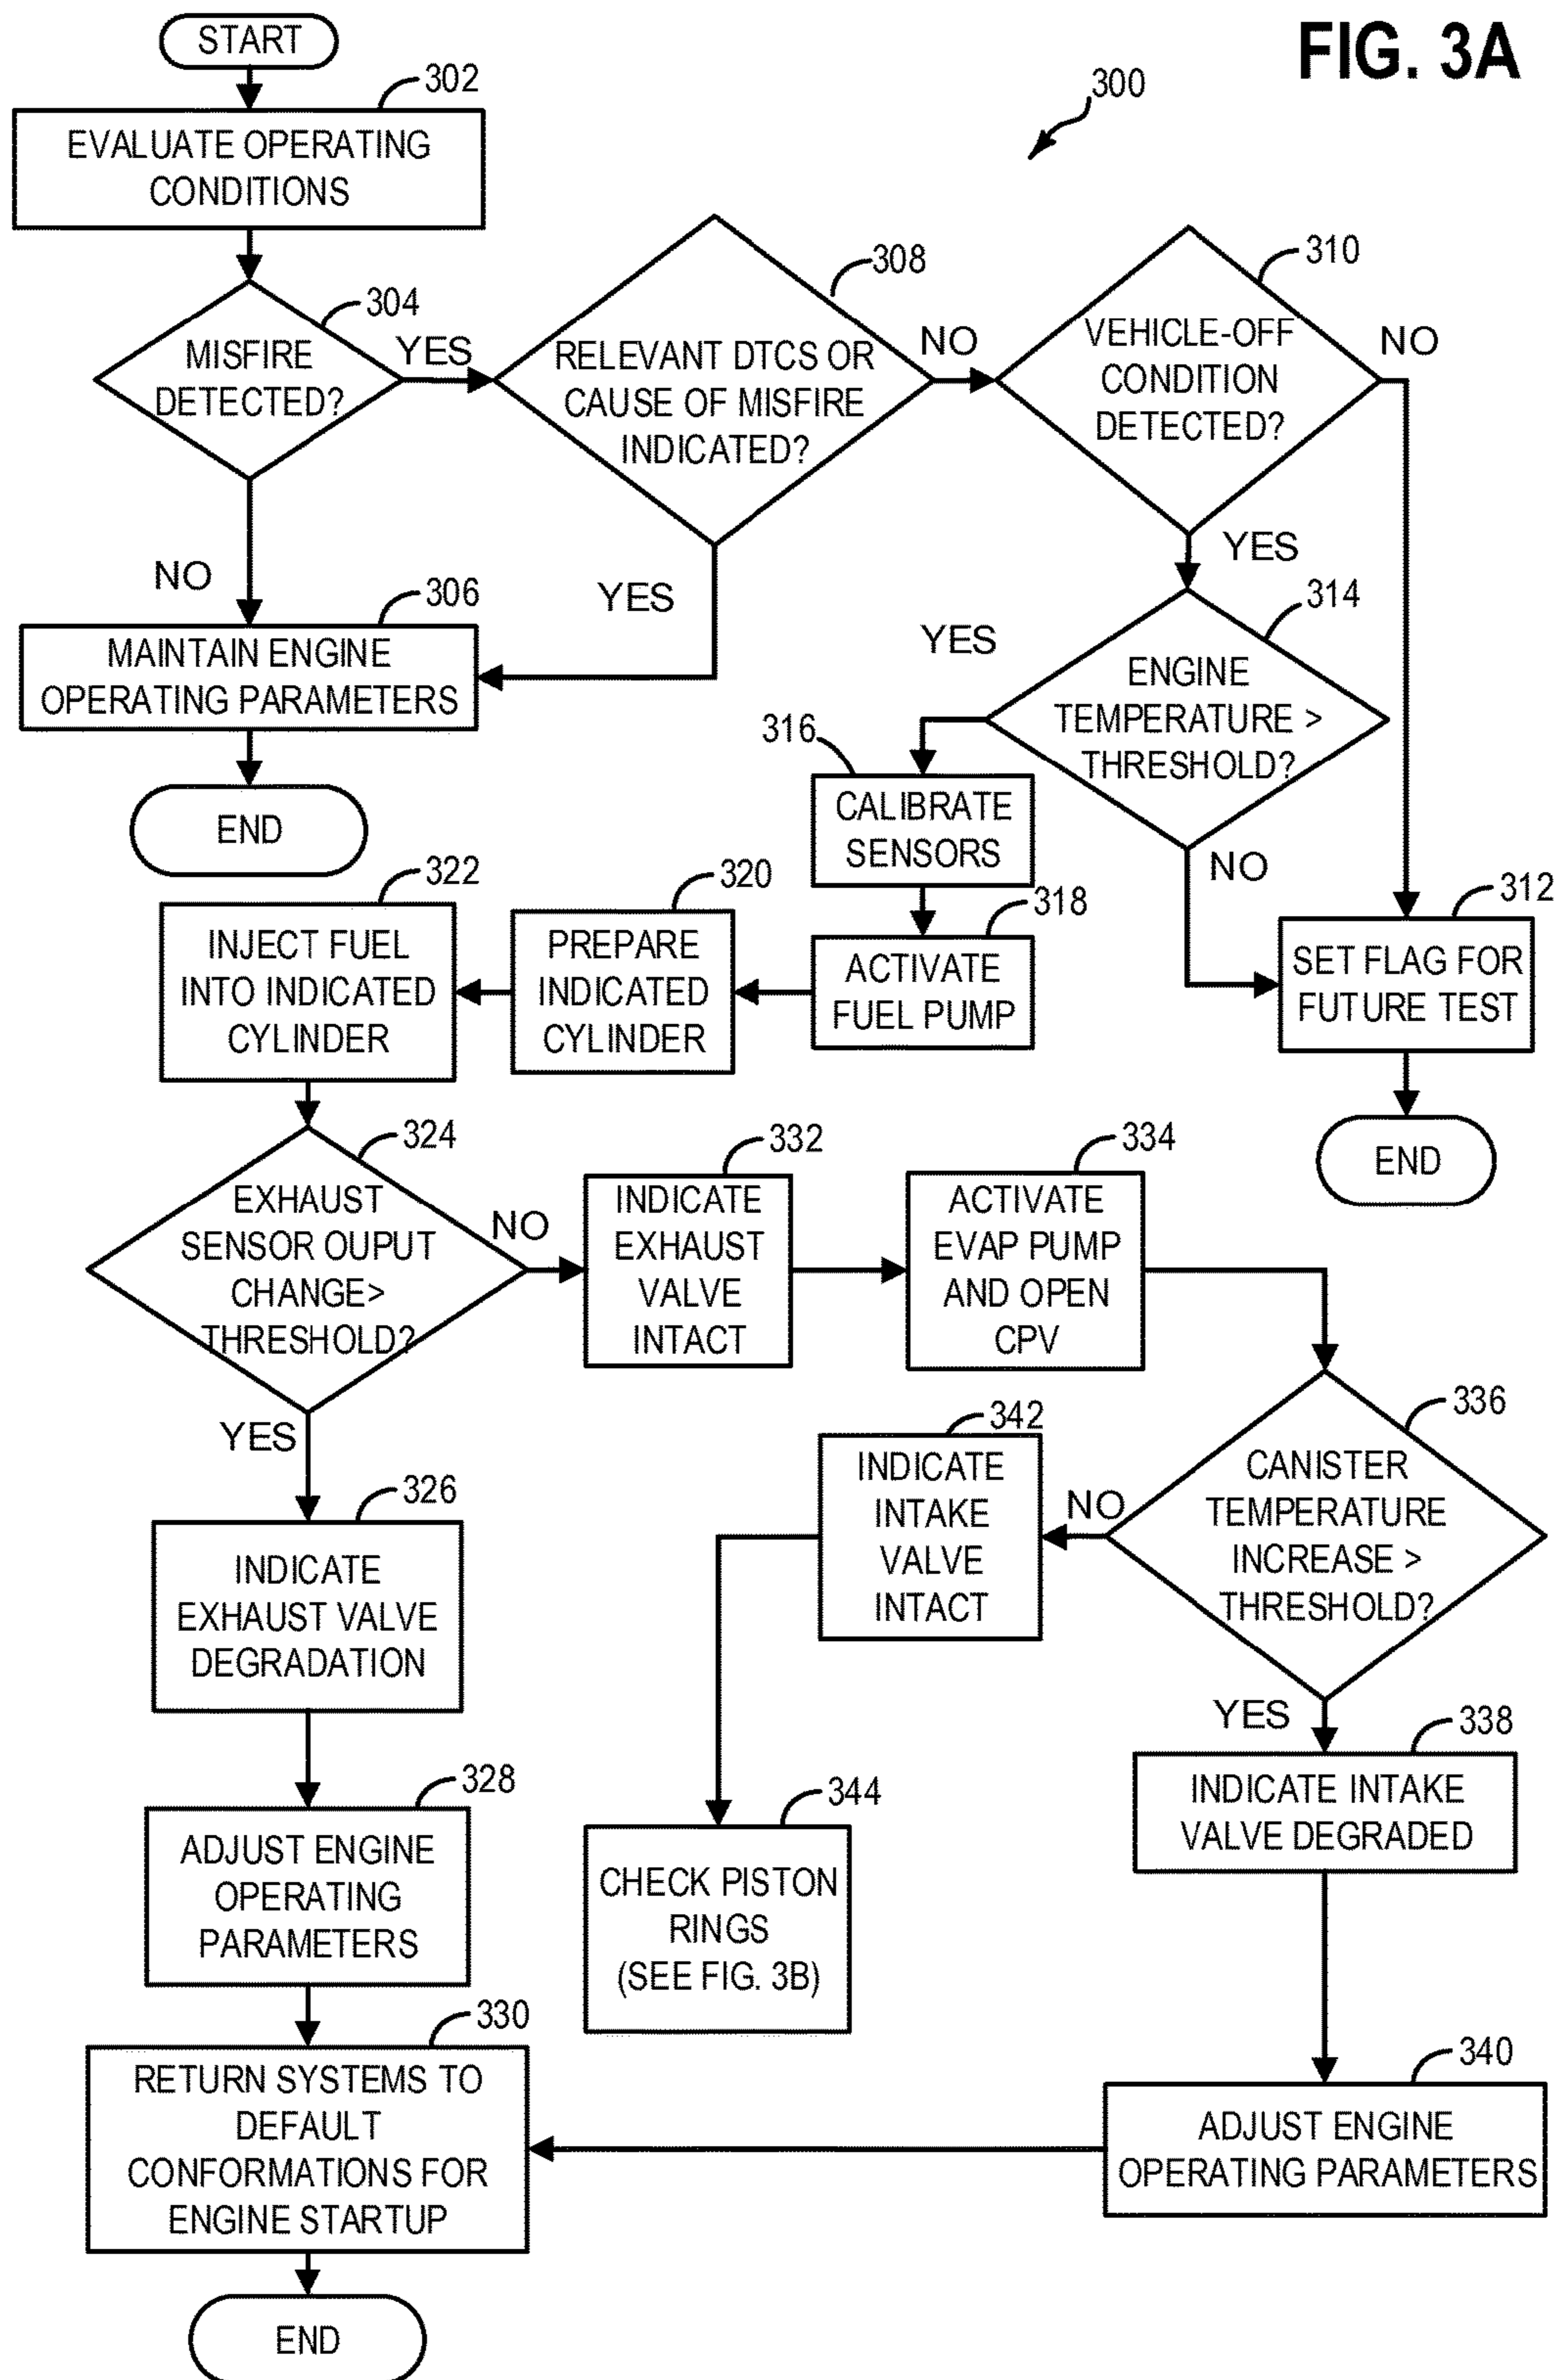 FIG. 3A
300
START
302
EVALUATE OPERATING
CONDITIONS
304
MISFIRE
DETECTED?
YES
NO
308
RELEVANT DTCS OR
CAUSE OF MISFIRE
INDICATED?
NO
YES
310
VEHICLE-OFF
CONDITION
DETECTED?
NO
YES
306
MAINTAIN ENGINE
OPERATING PARAMETERS
END
314
ENGINE
TEMPERATURE >
THRESHOLD?
YES
NO
312
SET FLAG FOR
FUTURE TEST
END
316
CALIBRATE
SENSORS
318
ACTIVATE
FUEL PUMP
320
PREPARE
INDICATED
CYLINDER
322
INJECT FUEL
INTO INDICATED
CYLINDER
324
EXHAUST
SENSOR OUPUT
CHANGE>
THRESHOLD?
NO
YES
332
INDICATE
EXHAUST
VALVE
INTACT
334
ACTIVATE
EVAP PUMP
AND OPEN
CPV
336
CANISTER
TEMPERATURE
INCREASE >
THRESHOLD?
NO
YES
342
INDICATE
INTAKE
VALVE
INTACT
344
CHECK PISTON
RINGS
(SEE FIG. 3B)
338
INDICATE INTAKE
VALVE DEGRADED
340
ADJUST ENGINE
OPERATING PARAMETERS
326
INDICATE
EXHAUST VALVE
DEGRADATION
328
ADJUST ENGINE
OPERATING
PARAMETERS
330
RETURN SYSTEMS TO
DEFAULT
CONFORMATIONS FOR
ENGINE STARTUP
END